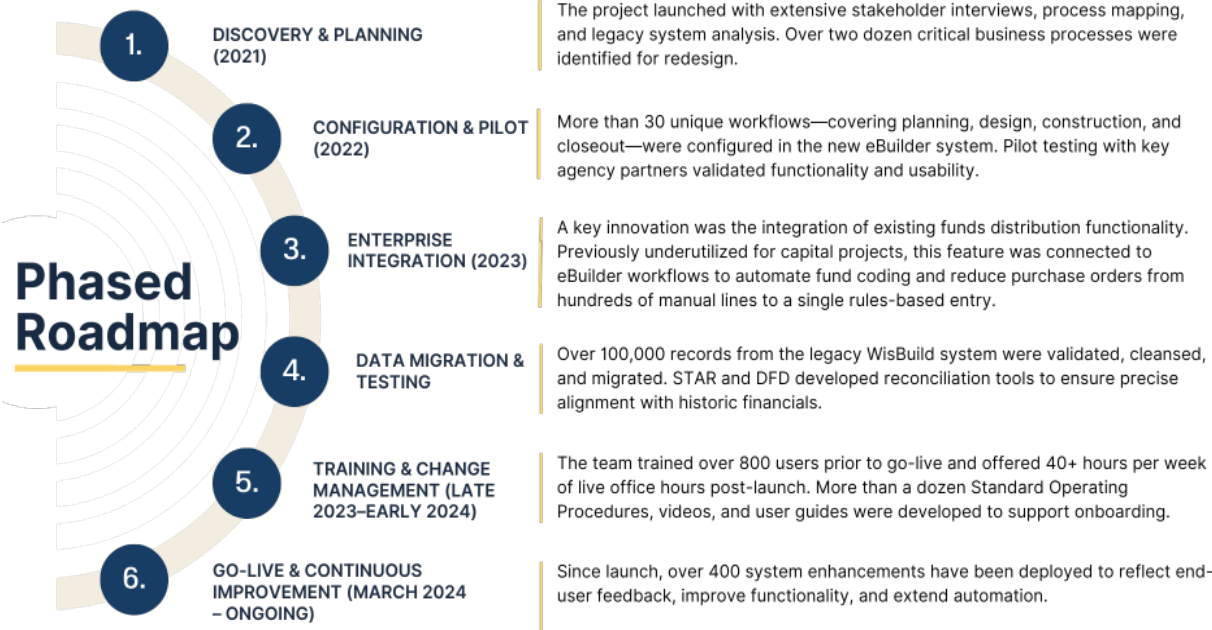 Phased
Roadmap
1.
DISCOVERY & PLANNING
(2021)
The project launched with extensive stakeholder interviews, process mapping,
and legacy system analysis. Over two dozen critical business processes were
identified for redesign.
2.
CONFIGURATION & PILOT
(2022)
More than 30 unique workflows—covering planning, design, construction, and
closeout—were configured in the new eBuilder system. Pilot testing with key
agency partners validated functionality and usability.
3.
ENTERPRISE
INTEGRATION (2023)
A key innovation was the integration of existing funds distribution functionality.
Previously underutilized for capital projects, this feature was connected to
eBuilder workflows to automate fund coding and reduce purchase orders from
hundreds of manual lines to a single rules-based entry.
4.
DATA MIGRATION &
TESTING
Over 100,000 records from the legacy WisBuild system were validated, cleansed,
and migrated. STAR and DFD developed reconciliation tools to ensure precise
alignment with historic financials.
5.
TRAINING & CHANGE
MANAGEMENT (LATE
2023–EARLY 2024)
The team trained over 800 users prior to go-live and offered 40+ hours per week
of live office hours post-launch. More than a dozen Standard Operating
Procedures, videos, and user guides were developed to support onboarding.
6.
GO-LIVE & CONTINUOUS
IMPROVEMENT (MARCH 2024
– ONGOING)
Since launch, over 400 system enhancements have been deployed to reflect end-
user feedback, improve functionality, and extend automation.